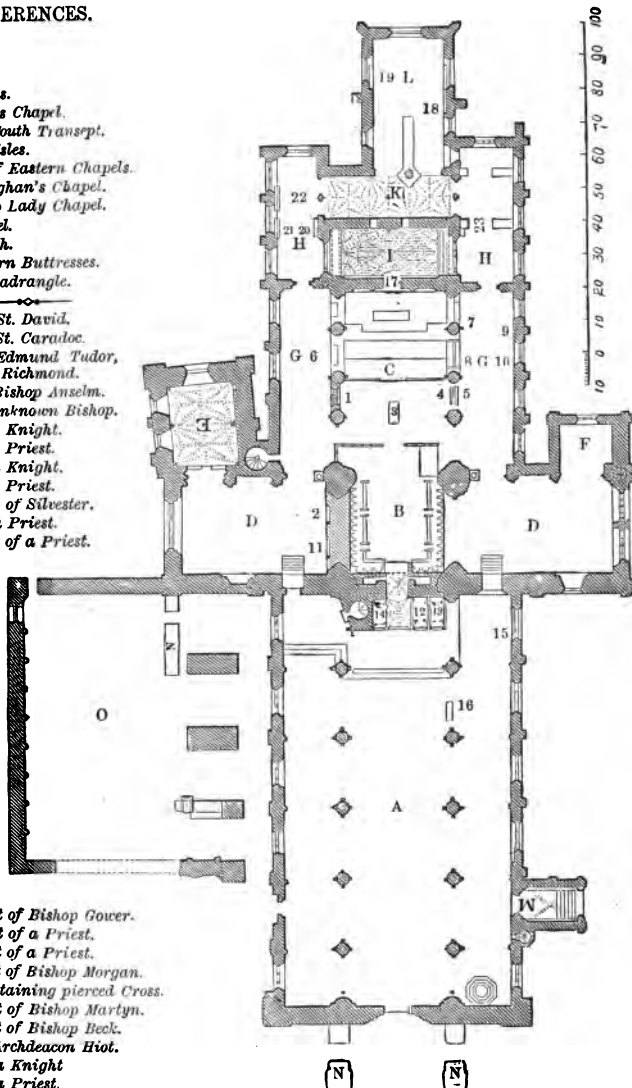 ERENCES.
s.
s Chapel.
outh Transept.
isles.
f Eastern Chapels.
ghan's Chapel.
o Lady Chapel.
el.
h.
rn Buttresses.
adrangle.
St. David.
St. Caradoc.
Edmund Tudor,
Richmond.
Bishop Anselm.
nknown Bishop.
Knight.
Priest.
Knight.
Priest.
of Silvester.
a Priest.
of a Priest.
t of Bishop Gower.
t of a Priest.
t of a Priest.
t of Bishop Morgan.
taining pierced Cross.
t of Bishop Martyn.
t of Bishop Beck.
Archdeacon Hiot.
a Knight
a Priest.
100
90
80
70
60
50
40
30
20
10
0
10
19 L
18
22
K
21 20
23
H
I
H
17
7
9
G 6
8 G 10
C
1
3
4
5
E
F
D
2
B
D
11
14
12
13
15
N
O
16
A
M
N
N